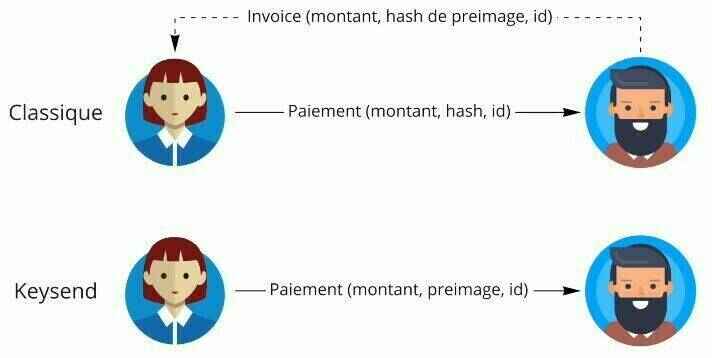 Invoice (montant, hash de preimage, id)
Classique
Paiement (montant, hash, id)
Keysend
Paiement (montant, preimage, id)